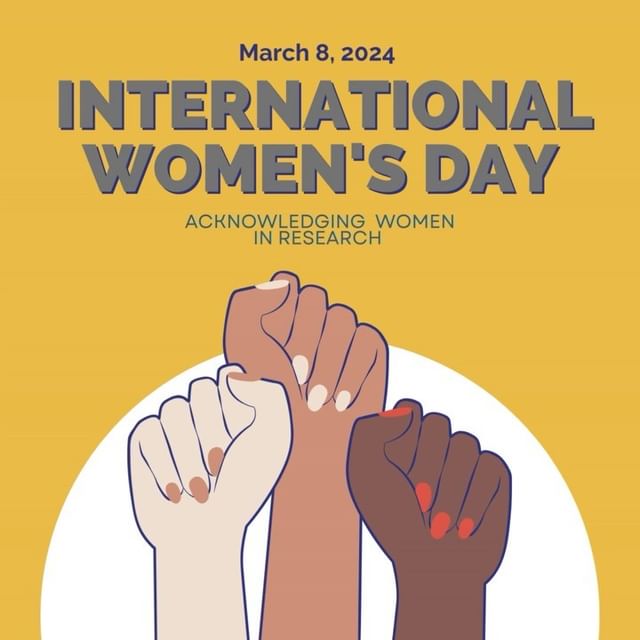 March 8, 2024
INTERNATIONAL
WOMEN'S DAY
ACKNOWLEDGING WOMEN
IN RESEARCH